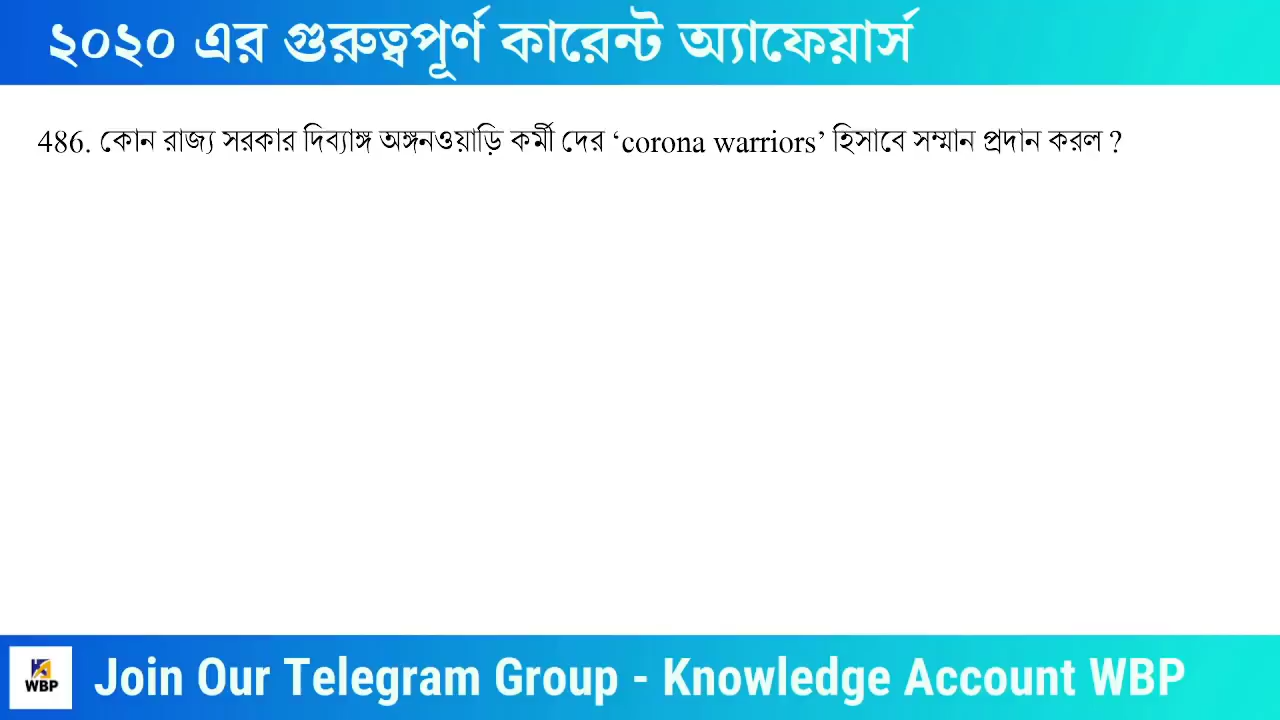 ২০২০ এর গুরুত্বপূর্ণ কারেন্ট অ্যাফেয়ার্স
486. কোন রাজ্য সরকার দিব্যাঙ্গ অঙ্গনওয়াড়ি কর্মী দের ‘corona warriors’ হিসাবে সম্মান প্রদান করল ?
WBP
Join Our Telegram Group - Knowledge Account WBP